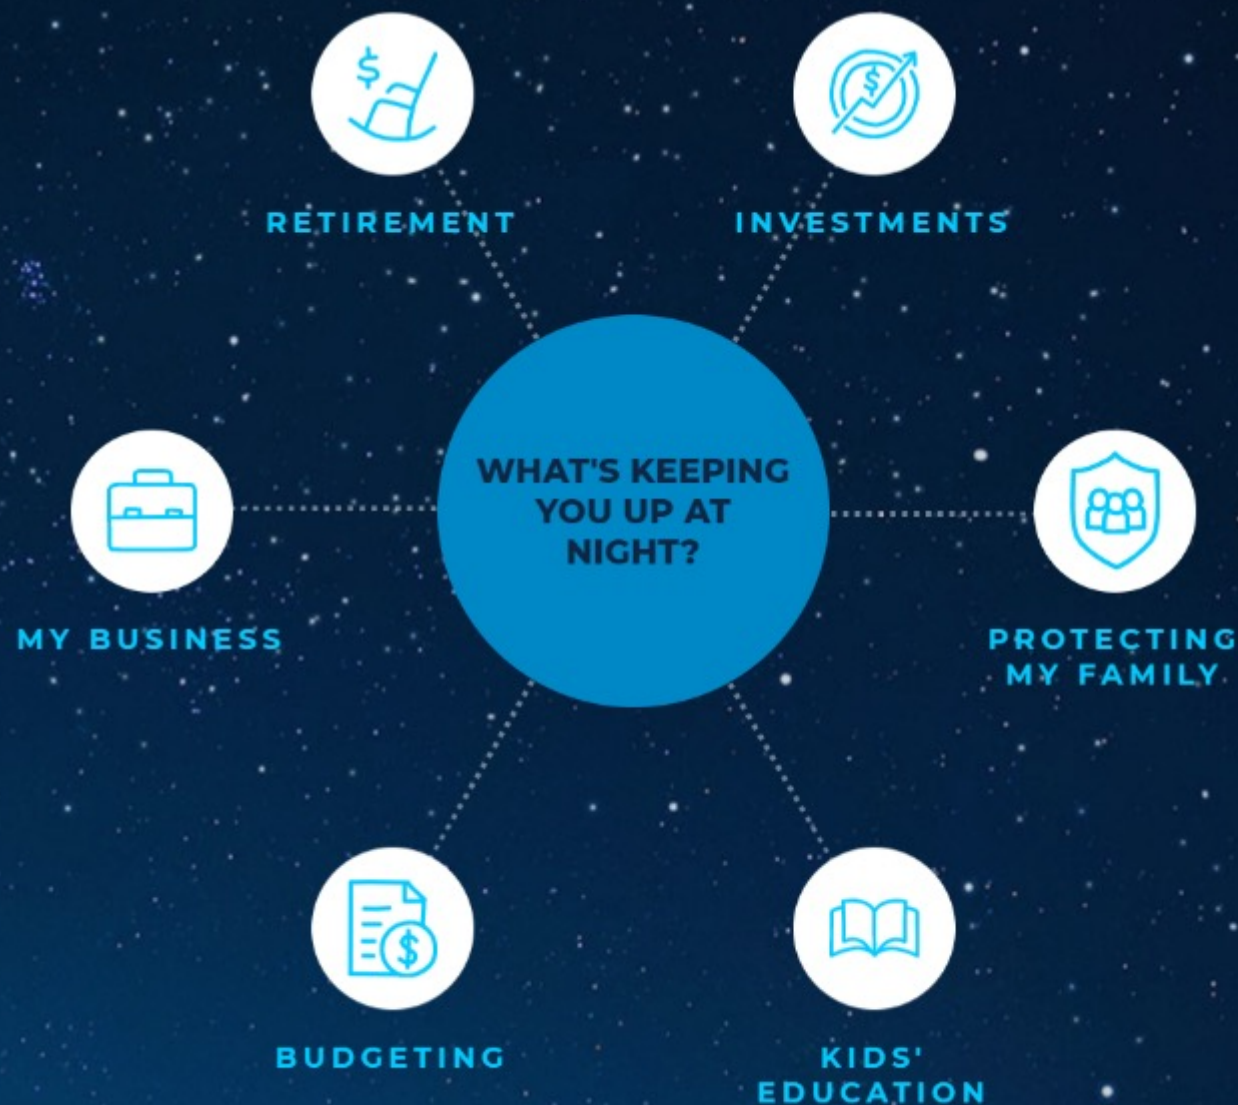 RETIREMENT
INVESTMENTS
WHAT'S KEEPING
YOU UP AT
NIGHT?
MY BUSINESS
PROTECTING
MY FAMILY
BUDGETING
KIDS'
EDUCATION